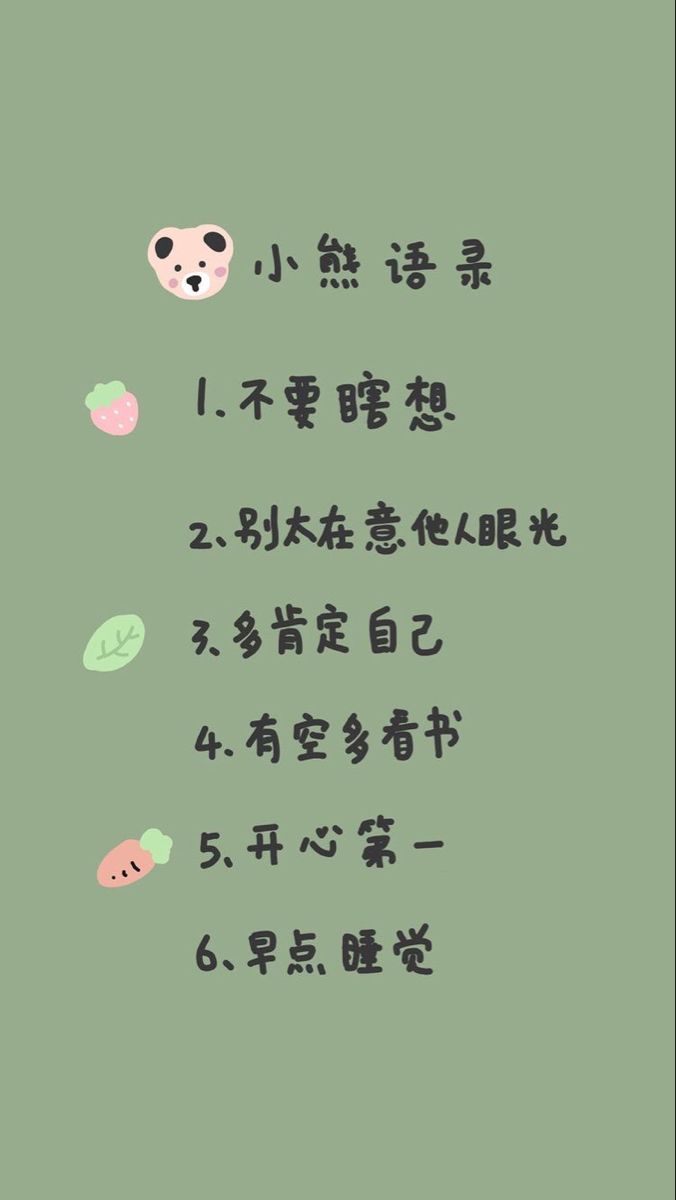 小熊语录
1、不要瞎想
2、别太在意他人眼光
3、多肯定自己
4、有空多看书
5、开心第一
6、早点睡觉